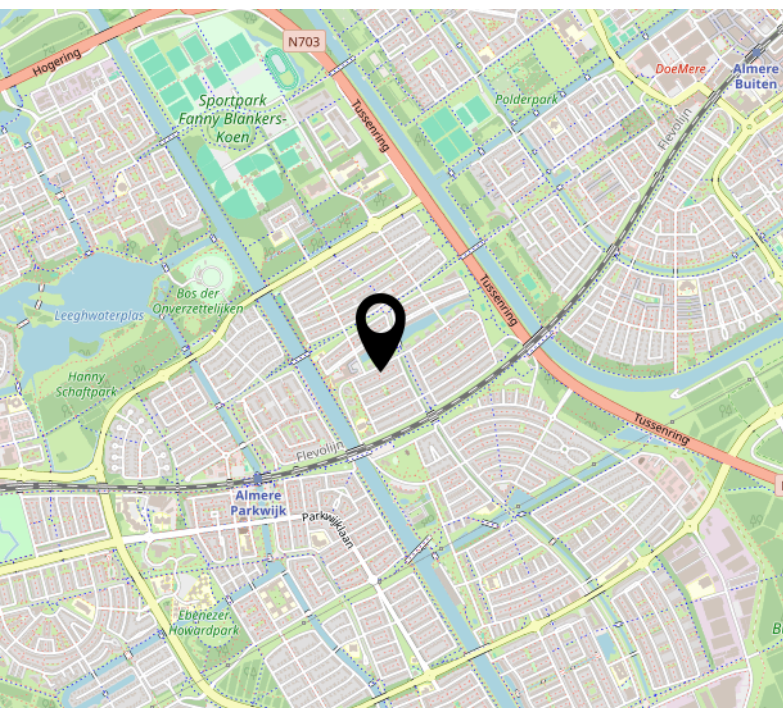 N703
Hogering
DoeMere
Almere
Buiten
Sportpark
Fanny Blankers-
Koen
Polderpark
Tussenring
Flevolijn
Bos der
Onverzettelijken
Leeghwaterplas
Tussenring
Hanny
Schaftpark
Tussenring
Flevolijn
Almere
Parkwijk
Parkwijklaan
Ebenezer
Howardpark